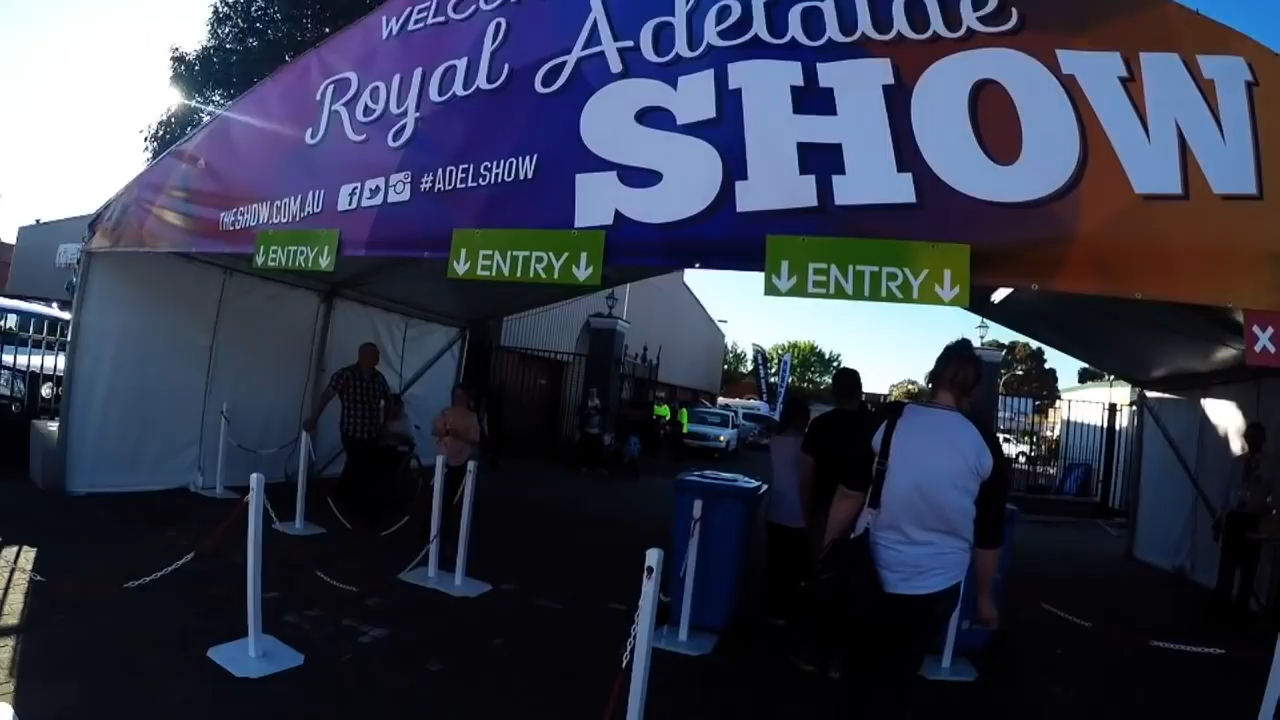 Royal Adelaide
SHOW
THESHOW.COM.AU #ADELSHOW
↓ENTRY↓
↓ENTRY↓
↓ENTRY↓
X